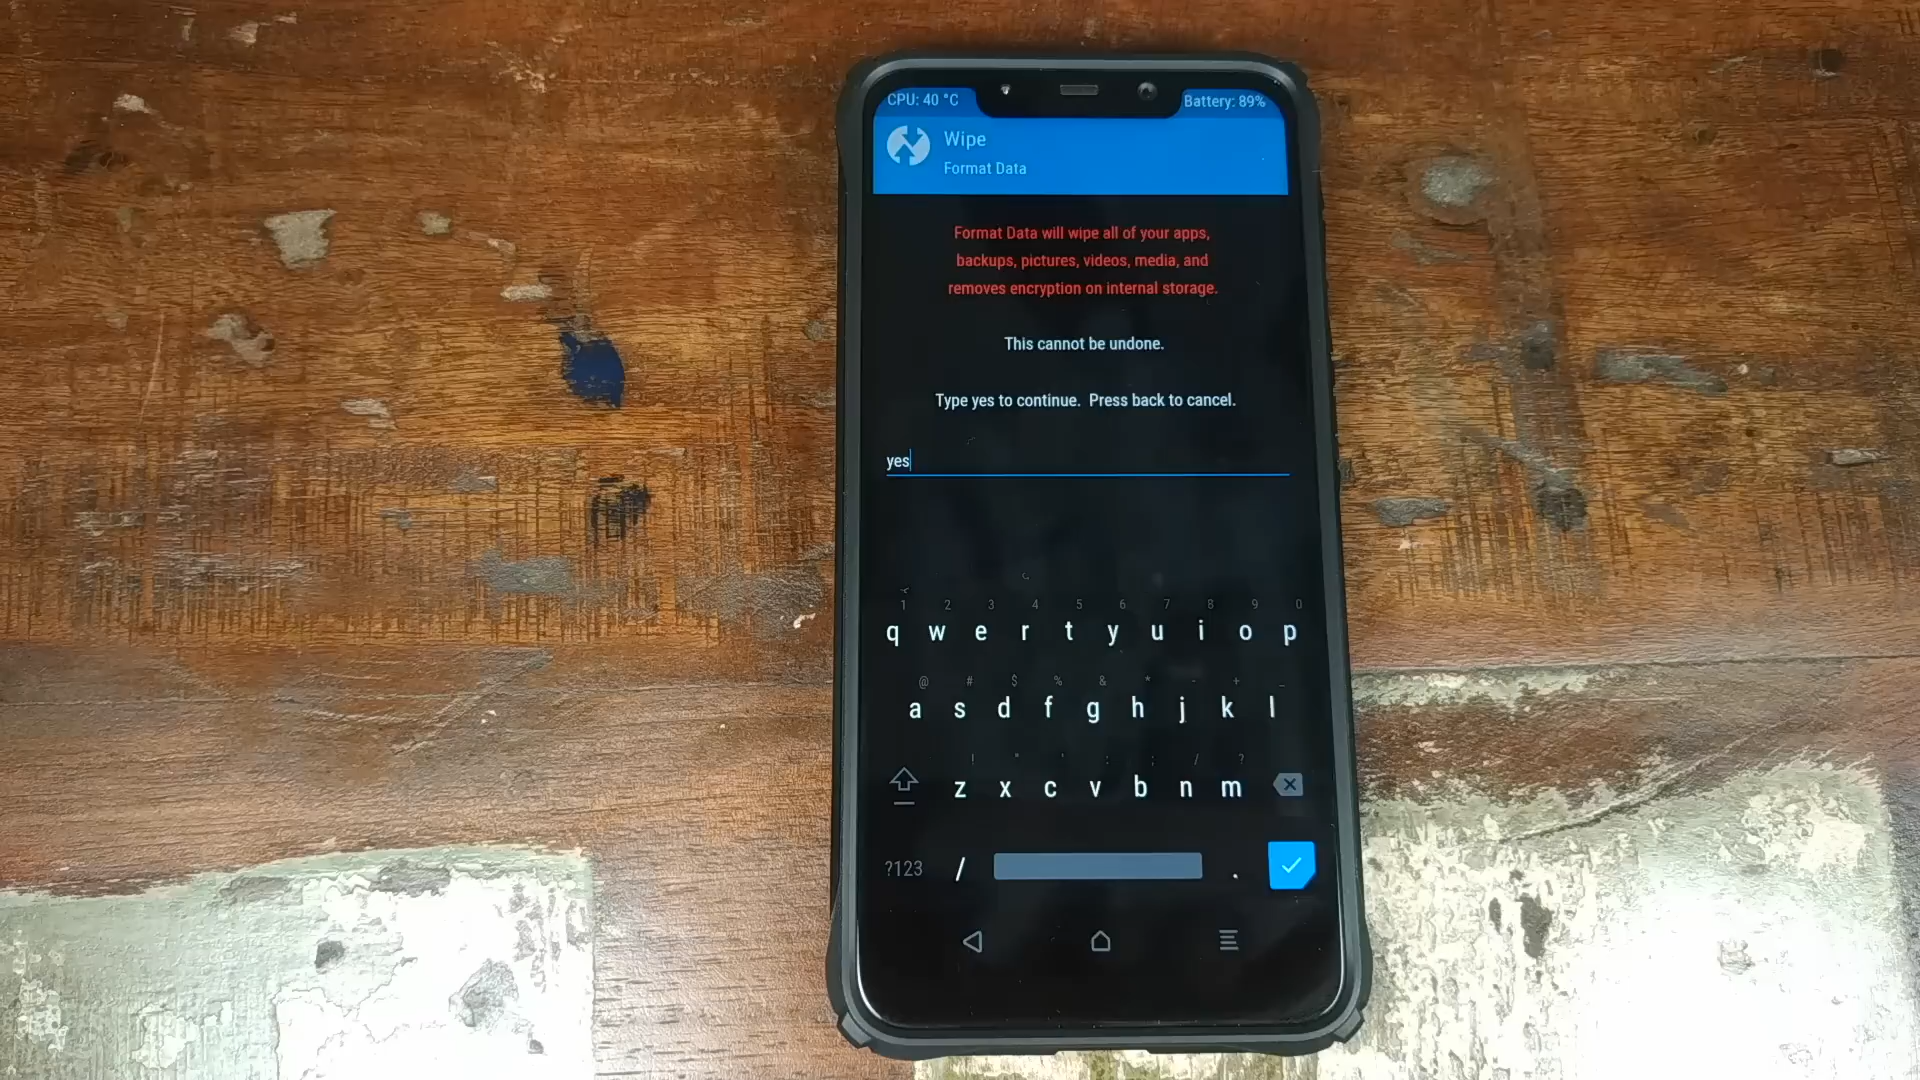 CPU: 40 °C
Battery: 89%
Wipe
Format Data
Format Data will wipe all of your apps,
backups, pictures, videos, media, and
removes encryption on internal storage.
This cannot be undone.
Type yes to continue.  Press back to cancel.
yes
1 2 3 4 5 6 7 8 9 0
q w e r t y u i o p
@ # $ % & * - + _
a s d f g h j k l
! " ' : ; / ?
z x c v b n m
?123 / .